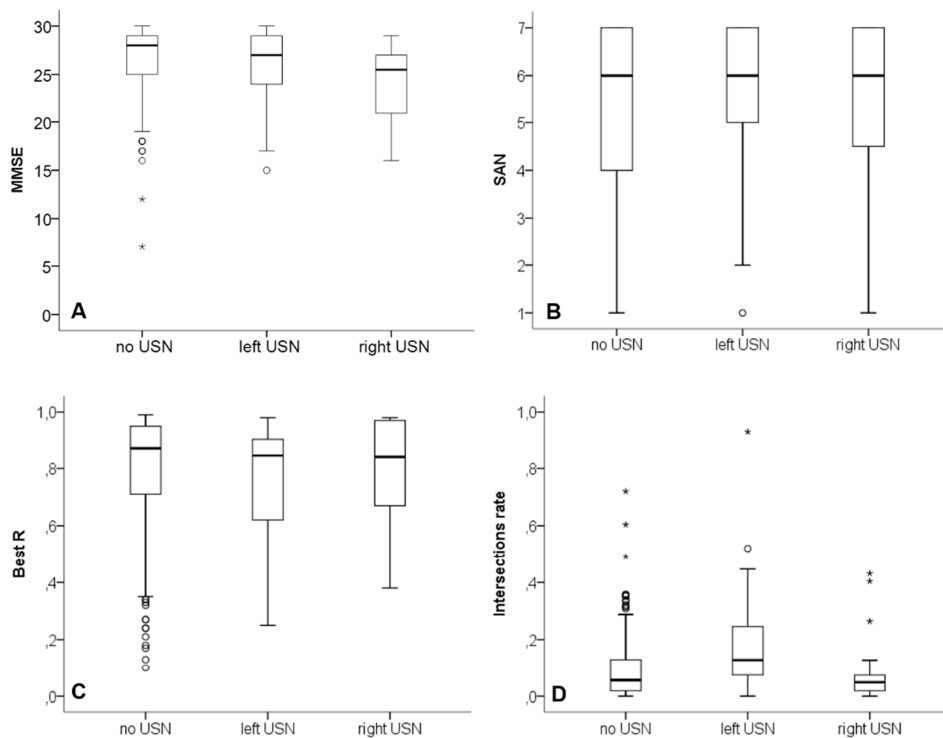 30
25
20
15
10
5
0
MMSE
A
no USN
left USN
right USN
7
6
5
4
3
2
1
SAN
B
no USN
left USN
right USN
1,0
,8
,6
,4
,2
,0
Best R
C
no USN
left USN
right USN
1,0
,8
,6
,4
,2
,0
Intersections rate
D
no USN
left USN
right USN